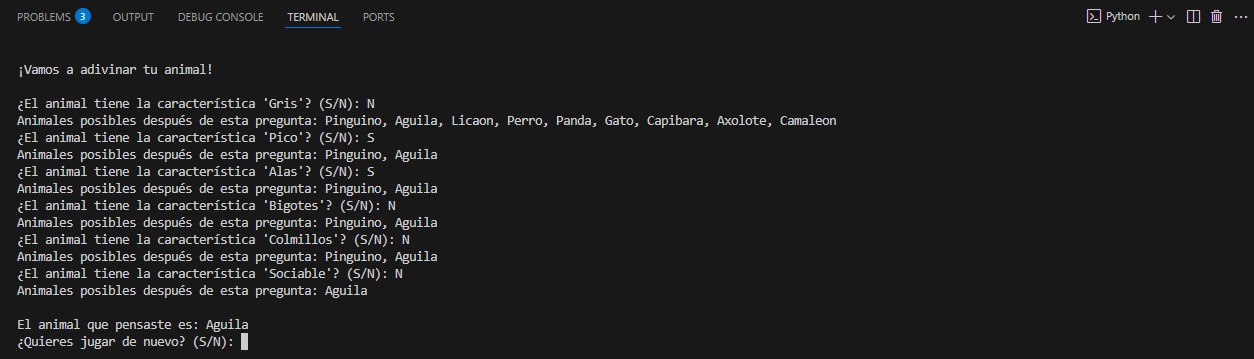 PROBLEMS 3 OUTPUT DEBUG CONSOLE TERMINAL PORTS Python
¡Vamos a adivinar tu animal!
¿El animal tiene la característica 'Gris'? (S/N): N
Animales posibles después de esta pregunta: Pinguino, Aguila, Licaon, Perro, Panda, Gato, Capibara, Axolote, Camaleon
¿El animal tiene la característica 'Pico'? (S/N): S
Animales posibles después de esta pregunta: Pinguino, Aguila
¿El animal tiene la característica 'Alas'? (S/N): S
Animales posibles después de esta pregunta: Pinguino, Aguila
¿El animal tiene la característica 'Bigotes'? (S/N): N
Animales posibles después de esta pregunta: Pinguino, Aguila
¿El animal tiene la característica 'Colmillos'? (S/N): N
Animales posibles después de esta pregunta: Pinguino, Aguila
¿El animal tiene la característica 'Sociable'? (S/N): N
Animales posibles después de esta pregunta: Aguila
El animal que pensaste es: Aguila
¿Quieres jugar de nuevo? (S/N):